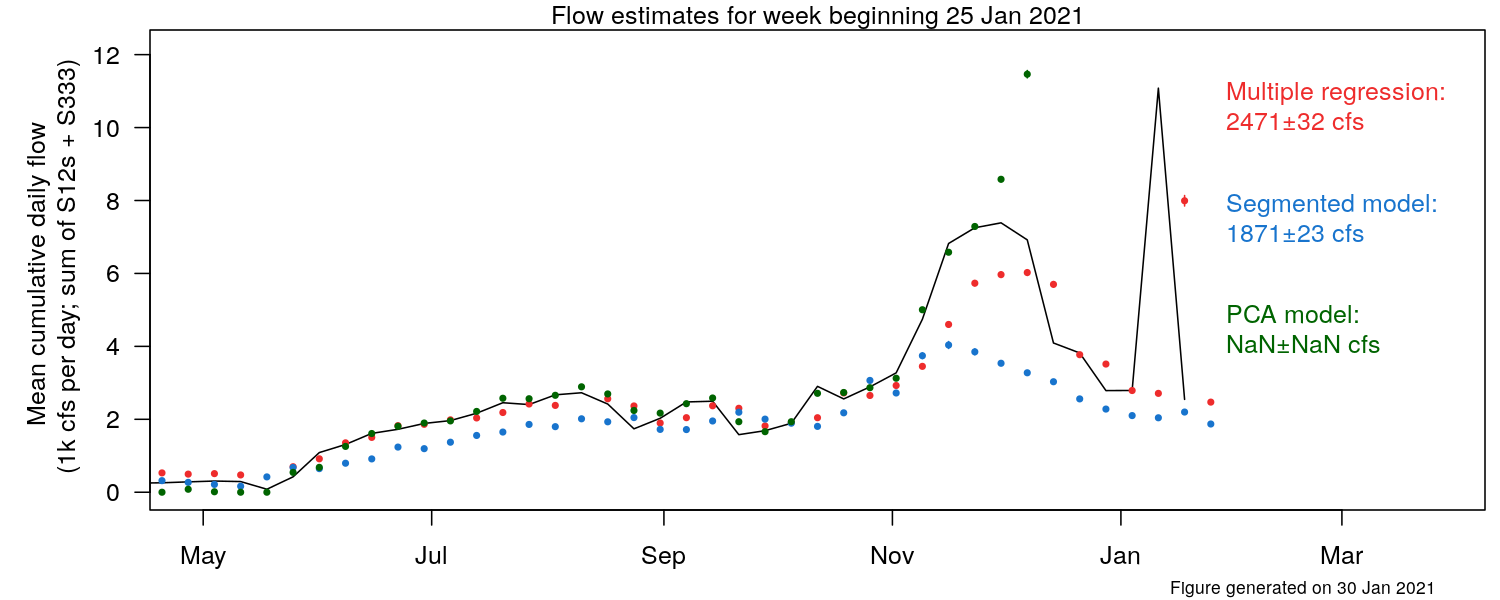 Flow estimates for week beginning 25 Jan 2021
Mean cumulative daily flow
(1k cfs per day; sum of S12s + S333)
12
10
8
6
4
2
0
Multiple regression:
2471±32 cfs
Segmented model:
1871±23 cfs
PCA model:
NaN±NaN cfs
May
Jul
Sep
Nov
Jan
Mar
Figure generated on 30 Jan 2021